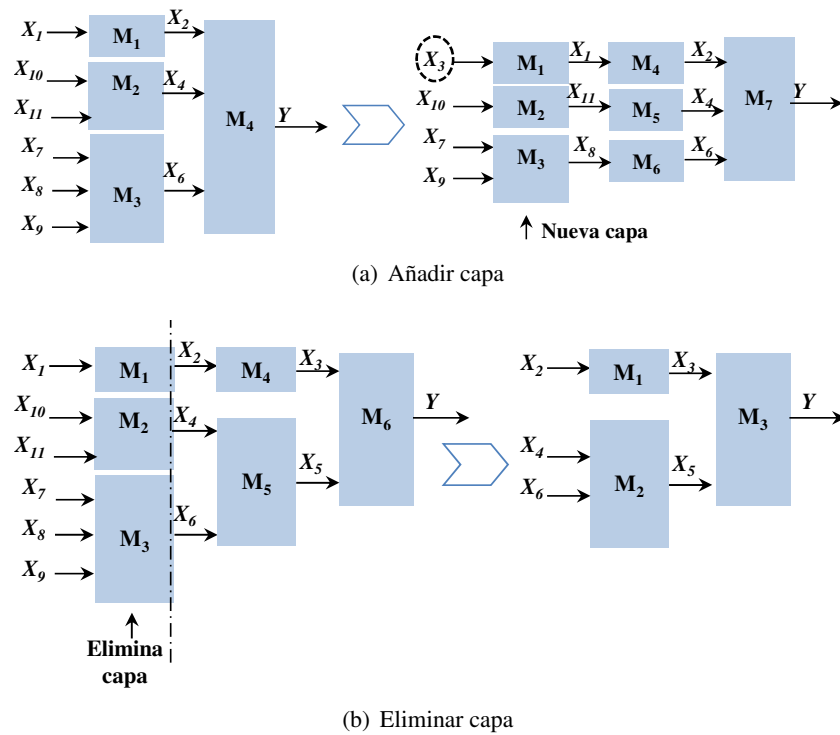 X1 M1 X2
X10 M2 X4
X11
X7
X8 M3 X6
X9
M4 Y
X3 M1 X1 M4 X2
X10 M2 X11 M5 X4
X7 M3 X8 M6 X6
X9
M7 Y
Nueva capa
(a) Añadir capa
X1 M1 X2 M4 X3
X10 M2 X4
X11
X7 M5 X5
X8 M3 X6
X9
M6 Y
Elimina
capa
X2 M1 X3
X4
X6 M2 X5
M3 Y
(b) Eliminar capa